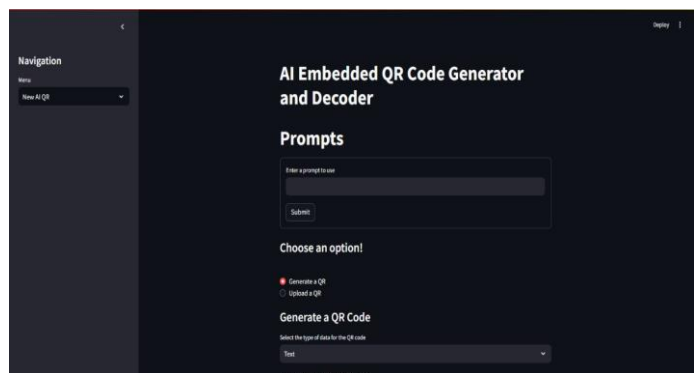 Deploy
Navigation
Menu
New AI QR
AI Embedded QR Code Generator
and Decoder
Prompts
Enter a prompt to use
Submit
Choose an option!
Generate a QR
Upload a QR
Generate a QR Code
Select the type of data for the QR code
Text